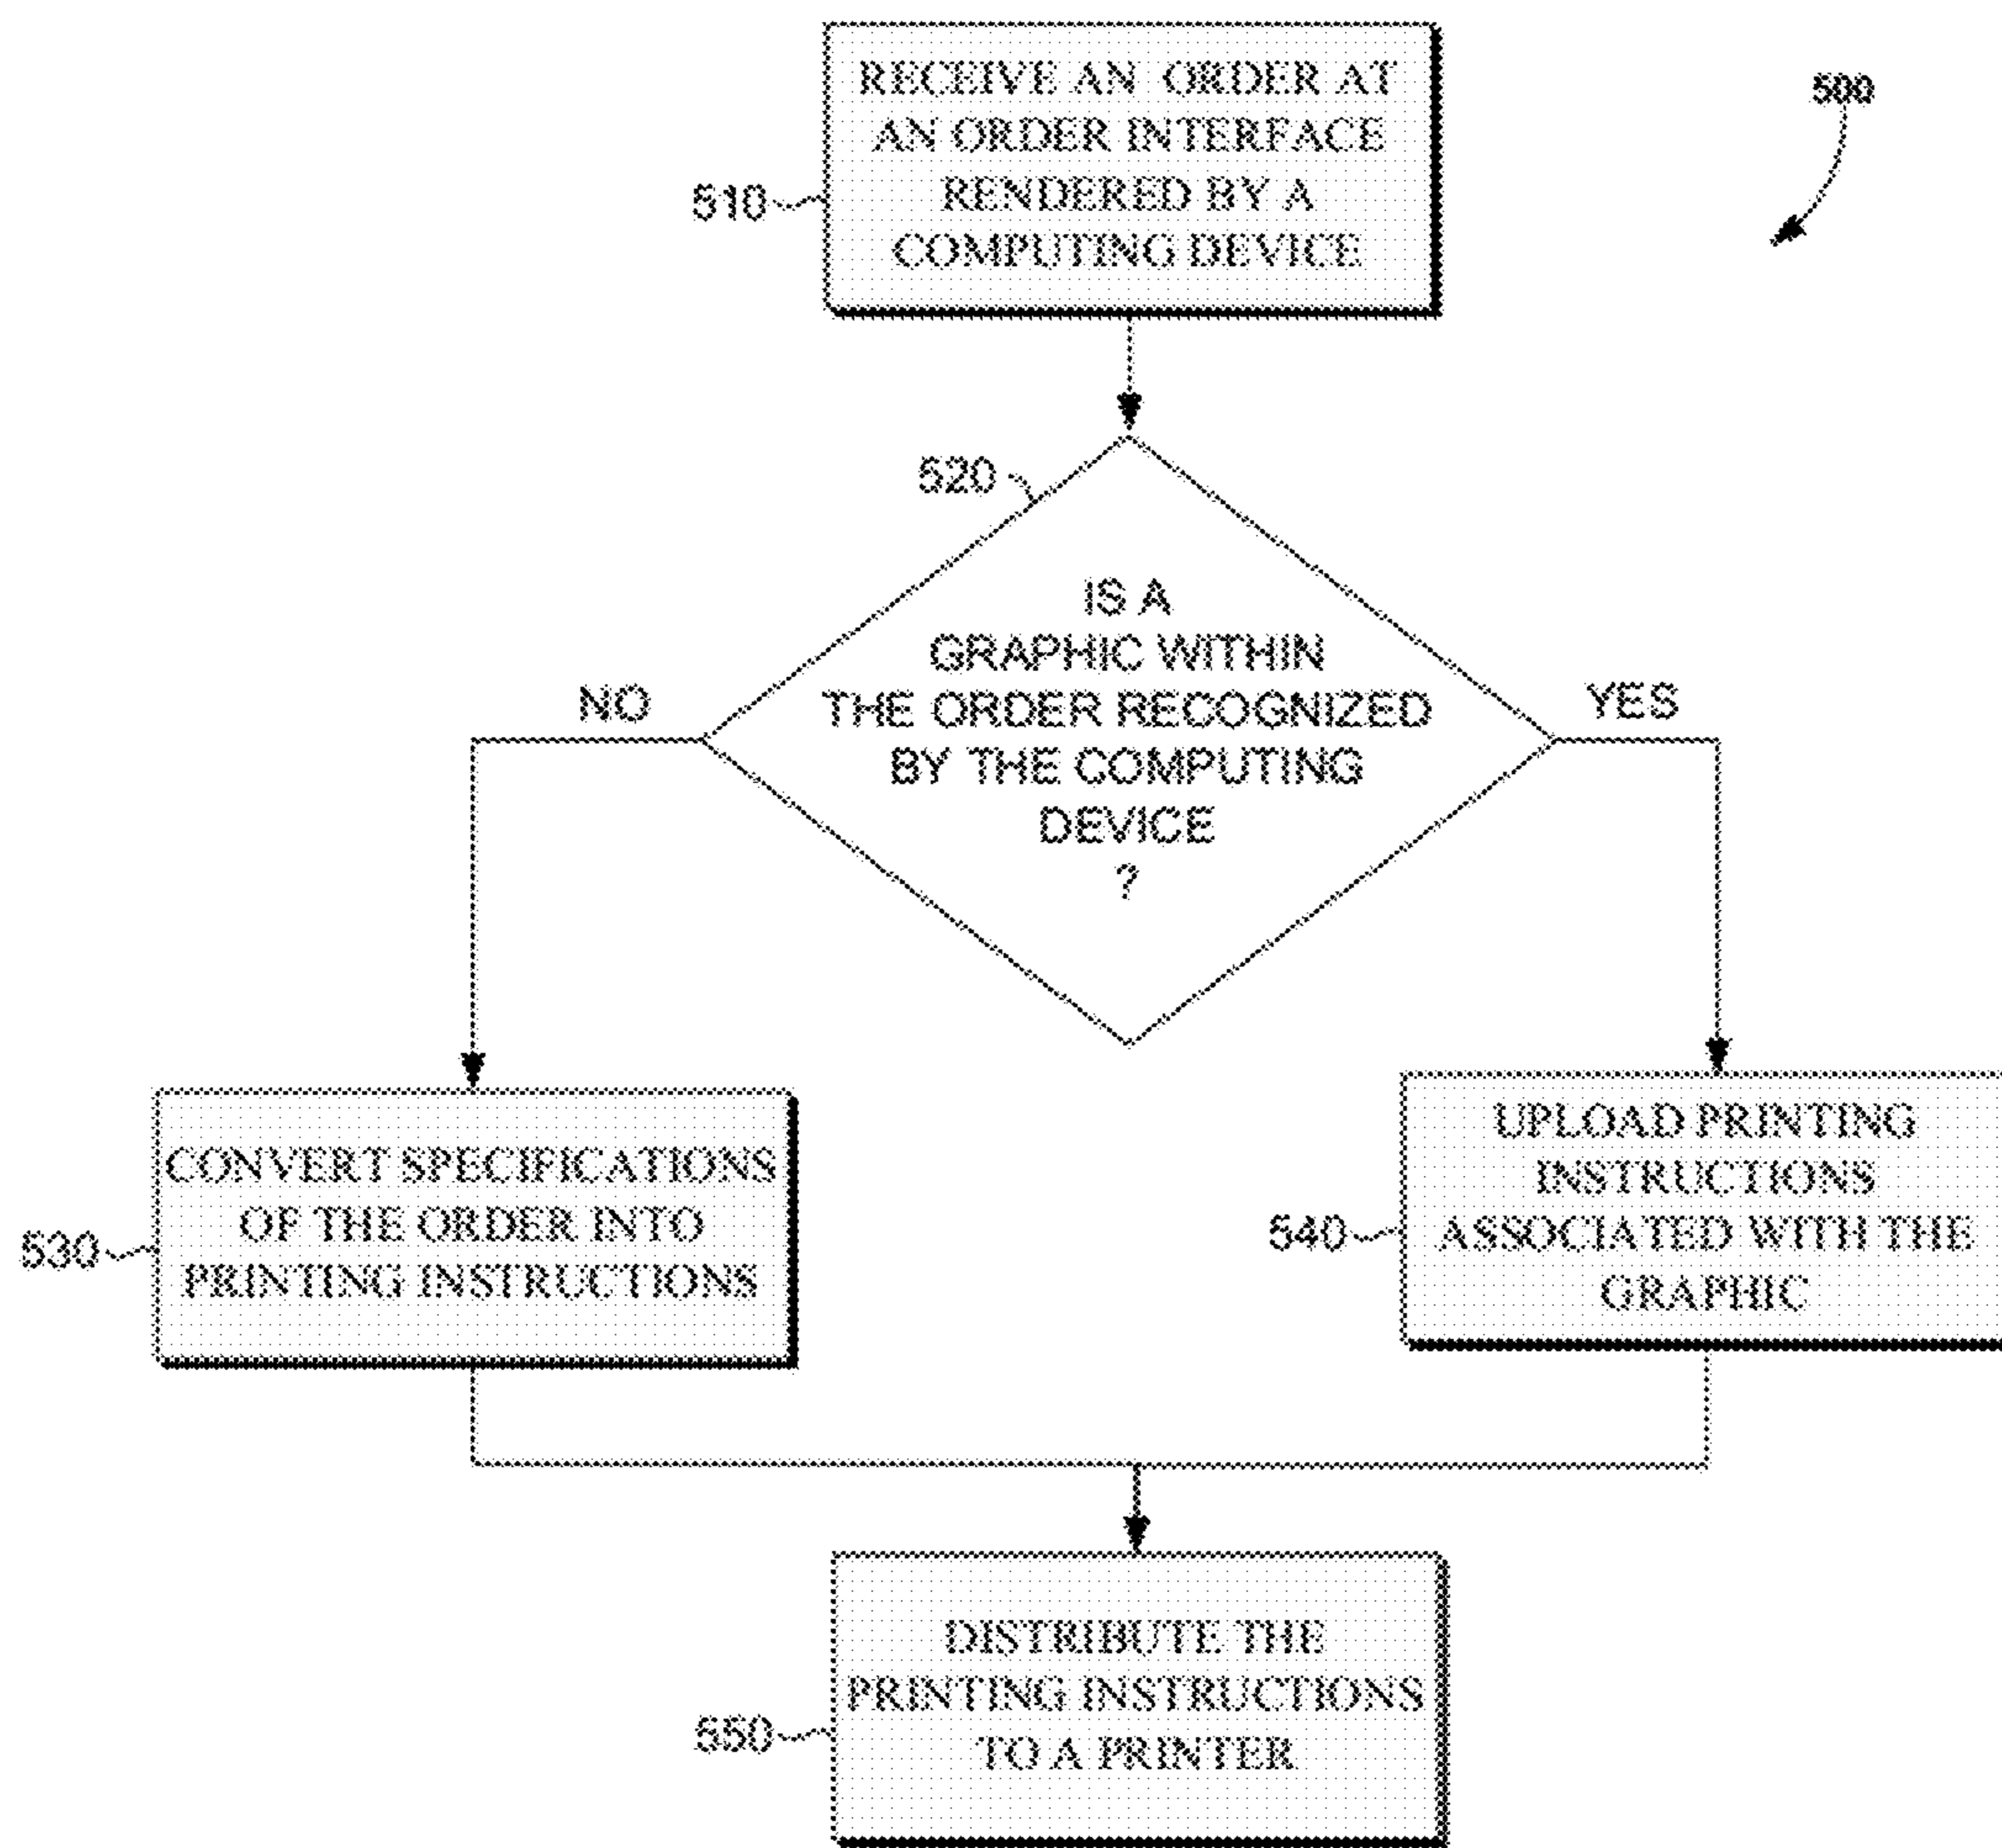 500
RECEIVE AN ORDER AT
AN ORDER INTERFACE
RENDERED BY A
COMPUTING DEVICE
510
520
IS A
GRAPHIC WITHIN
THE ORDER RECOGNIZED
BY THE COMPUTING
DEVICE
?
NO
YES
CONVERT SPECIFICATIONS
OF THE ORDER INTO
PRINTING INSTRUCTIONS
530
UPLOAD PRINTING
INSTRUCTIONS
ASSOCIATED WITH THE
GRAPHIC
540
DISTRIBUTE THE
PRINTING INSTRUCTIONS
TO A PRINTER
550